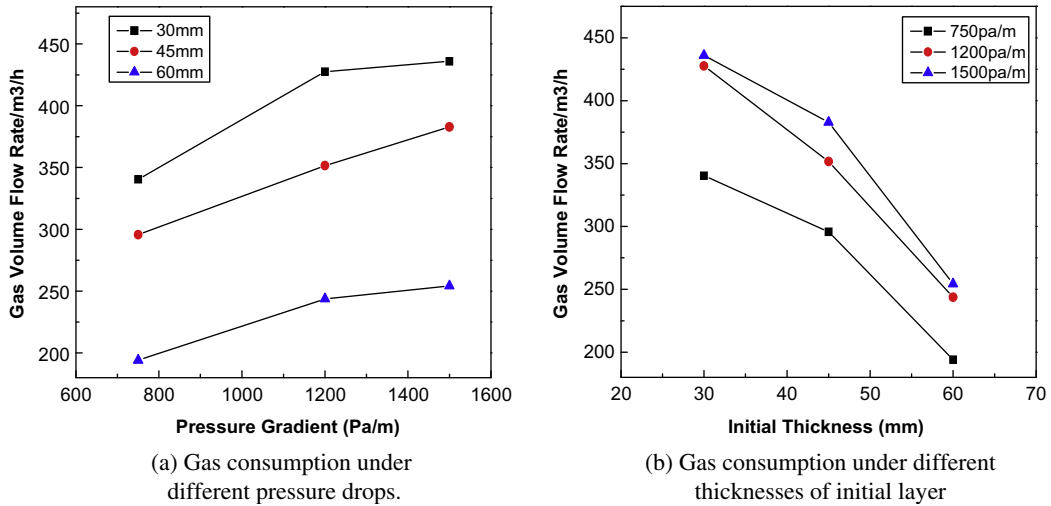 30mm
45mm
60mm
450
400
350
300
250
200
600 800 1000 1200 1400 1600
Gas Volume Flow Rate/m3/h
Pressure Gradient (Pa/m)
(a) Gas consumption under
different pressure drops.
750pa/m
1200pa/m
1500pa/m
450
400
350
300
250
200
20 30 40 50 60 70
Gas Volume Flow Rate/m3/h
Initial Thickness (mm)
(b) Gas consumption under different
thicknesses of initial layer